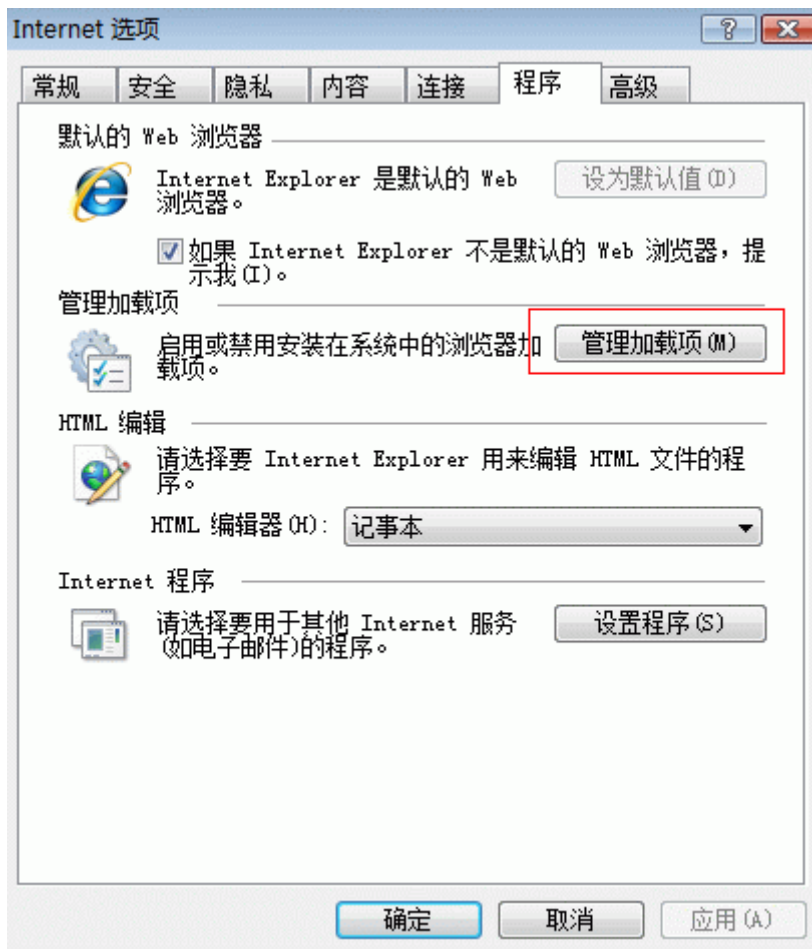 Internet 选项
常规 安全 隐私 内容 连接 程序 高级
默认的 Web 浏览器
Internet Explorer 是默认的 Web
浏览器。
设为默认值(D)
如果 Internet Explorer 不是默认的 Web 浏览器，提
示我(I)。
管理加载项
启用或禁用安装在系统中的浏览器加
载项。
管理加载项(M)
HTML 编辑
请选择要 Internet Explorer 用来编辑 HTML 文件的程
序。
HTML 编辑器(H): 记事本
Internet 程序
请选择要用于其他 Internet 服务
(如电子邮件)的程序。
设置程序(S)
确定 取消 应用(A)